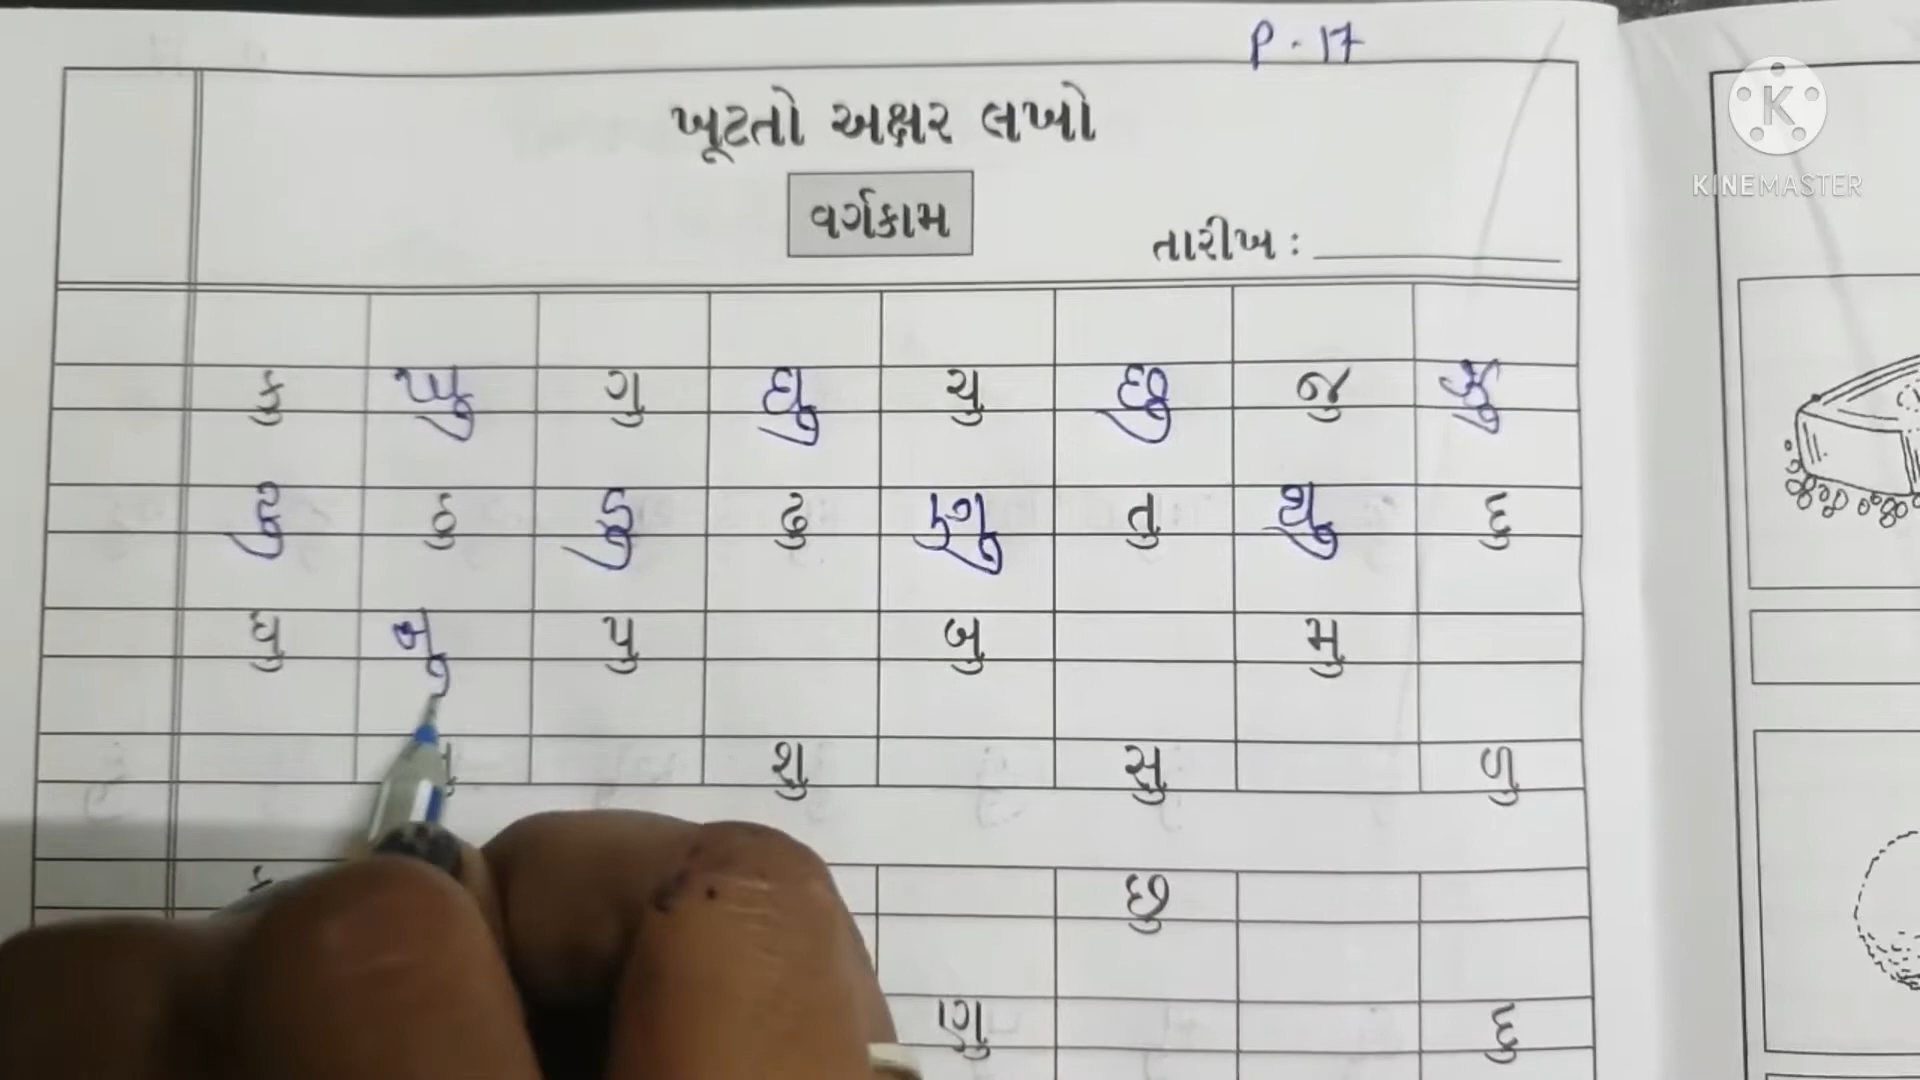 P. 17
ખૂટતો અક્ષર લખો
વર્ગકામ
તારીખ :
KINEMASTER
કુ ખુ ગુ ઘુ ચુ છુ જુ ઝુ
ટુ ઠુ ડુ ઢુ ણુ તુ થુ દુ
ધુ નુ પુ બુ મુ
શુ સુ ળુ
છુ
ણુ દુ